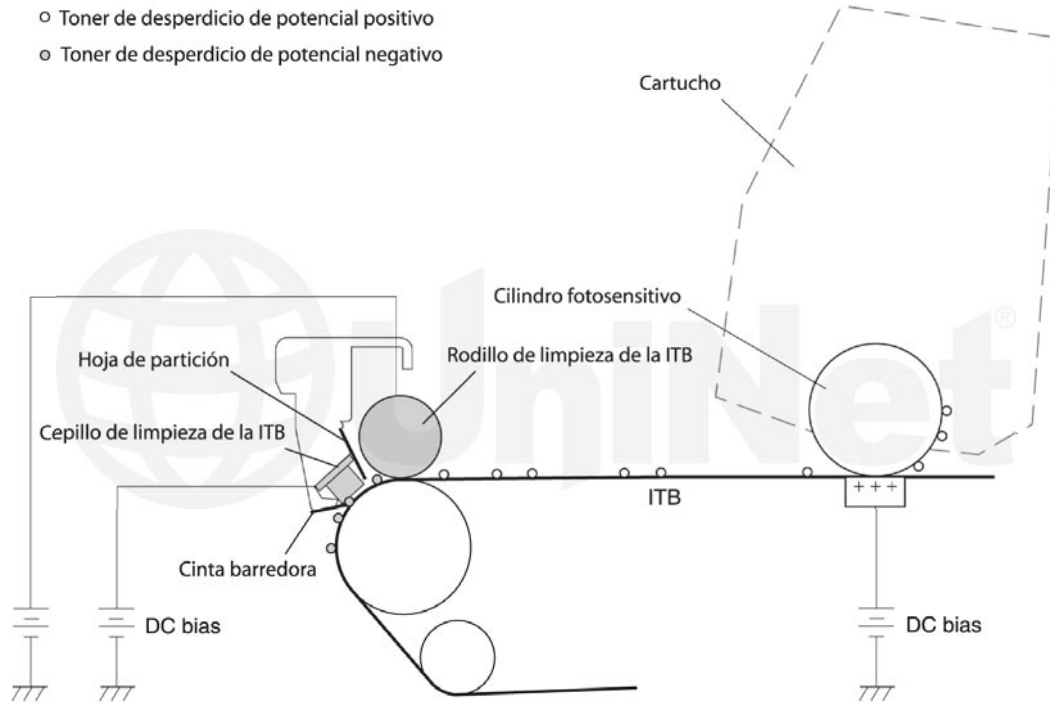 Toner de desperdicio de potencial positivo
Toner de desperdicio de potencial negativo
Cartucho
Cilindro fotosensitivo
Hoja de partición
Rodillo de limpieza de la ITB
UniNet®
Cepillo de limpieza de la ITB
+ + +
ITB
Cinta barredora
DC bias
DC bias